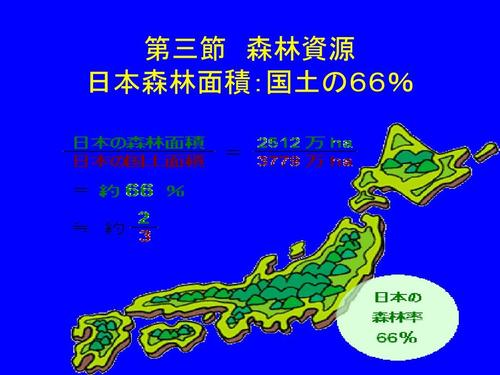 第三節　森林資源
日本森林面積：国土の66%
日本の森林面積 ＝ 2512万ha
日本の国土面積 3778万ha
＝ 約66 %
≒ 約 2
3
日本の
森林率
66%